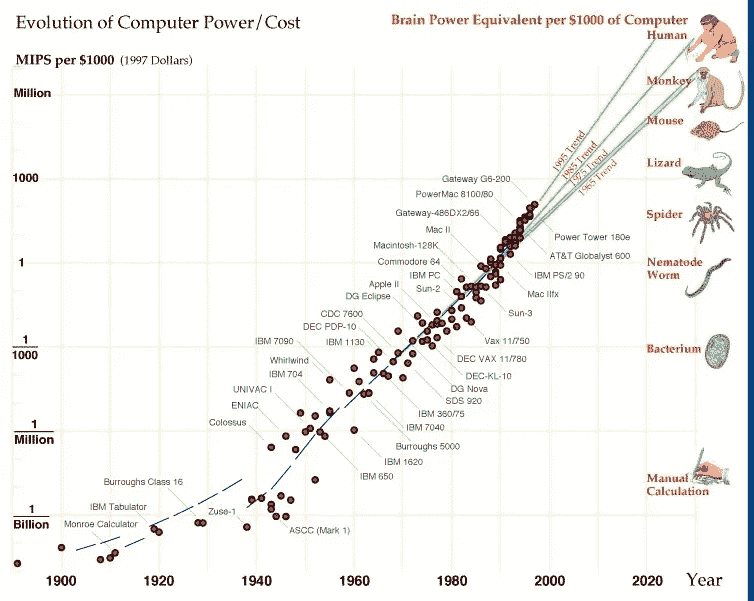 Evolution of Computer Power/Cost
Brain Power Equivalent per $1000 of Computer
Human
MIPS per $1000 (1997 Dollars)
Monkey
Million
Mouse
1995 Trend
1985 Trend
1975 Trend
1965 Trend
Lizard
1000
Gateway G6-200
PowerMac 8100/80
Gateway-486DX2/66
Spider
Mac II
Power Tower 180e
Macintosh-128K
AT&T Globalyst 600
Commodore 64
1
IBM PC
IBM PS/2 90
Nematode
Worm
Apple II
Sun-2
Mac IIfx
DG Eclipse
CDC 7600
Sun-3
DEC PDP-10
IBM 1130
IBM 7090
Vax 11/750
1
1000
Bacterium
Whirlwind
DEC VAX 11/780
IBM 704
DEC-KL-10
UNIVAC I
DG Nova
SDS 920
ENIAC
IBM 360/75
Colossus
IBM 7040
1
Million
Burroughs 5000
IBM 1620
IBM 650
Burroughs Class 16
Manual
Calculation
IBM Tabulator
Zuse-1
1
Billion
Monroe Calculator
ASCC (Mark 1)
1900 1920 1940 1960 1980 2000 2020 Year